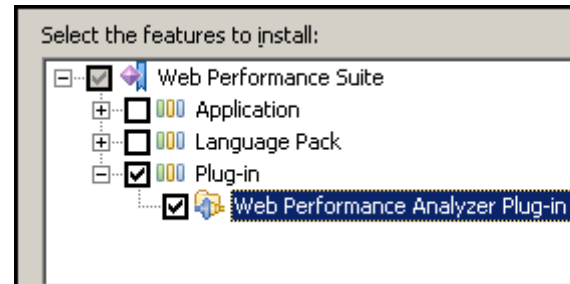 Select the features to install:
Web Performance Suite
Application
Language Pack
Plug-in
Web Performance Analyzer Plug-in